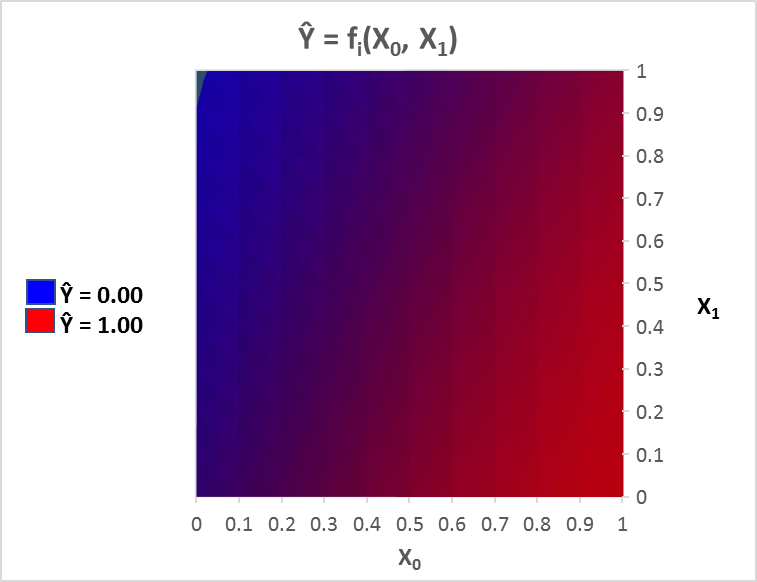 Ŷ = fᵢ(X₀, X₁)
1
0.9
0.8
0.7
0.6
0.5
0.4
0.3
0.2
0.1
0
X₁
Ŷ = 0.00
Ŷ = 1.00
0 0.1 0.2 0.3 0.4 0.5 0.6 0.7 0.8 0.9 1
X₀